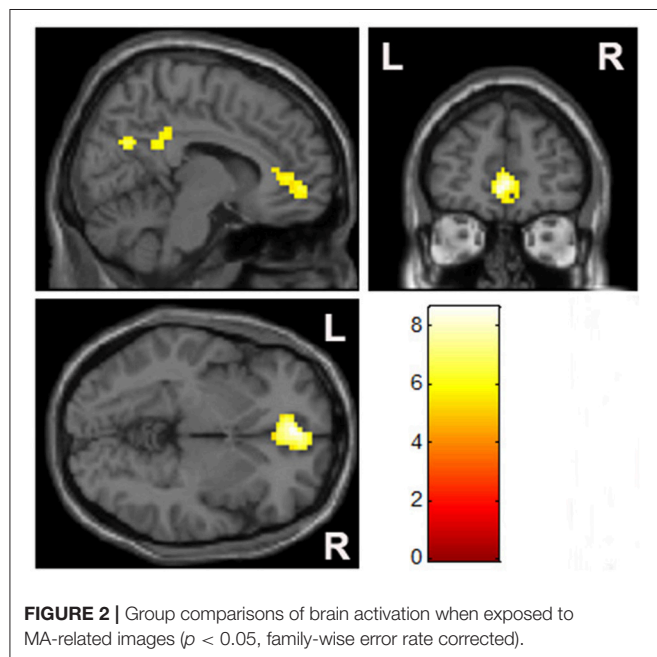 L R
L
R
8
6
4
2
0
FIGURE 2 | Group comparisons of brain activation when exposed to
MA-related images (p < 0.05, family-wise error rate corrected).